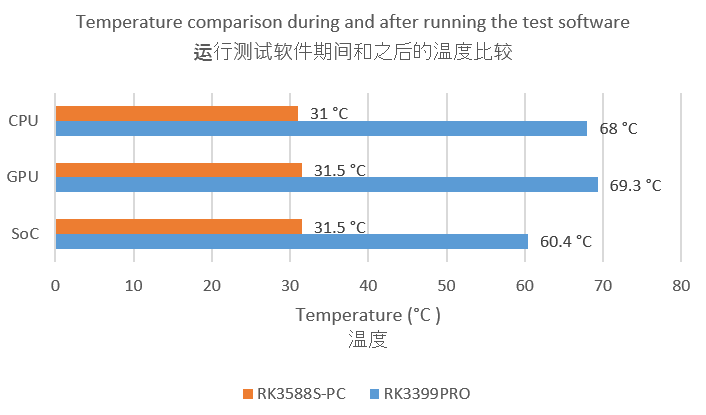 Temperature comparison during and after running the test software
运行测试软件期间和之后的温度比较
CPU
31 °C
68 °C
GPU
31.5 °C
69.3 °C
SoC
31.5 °C
60.4 °C
0 10 20 30 40 50 60 70 80
Temperature (°C )
温度
RK3588S-PC RK3399PRO